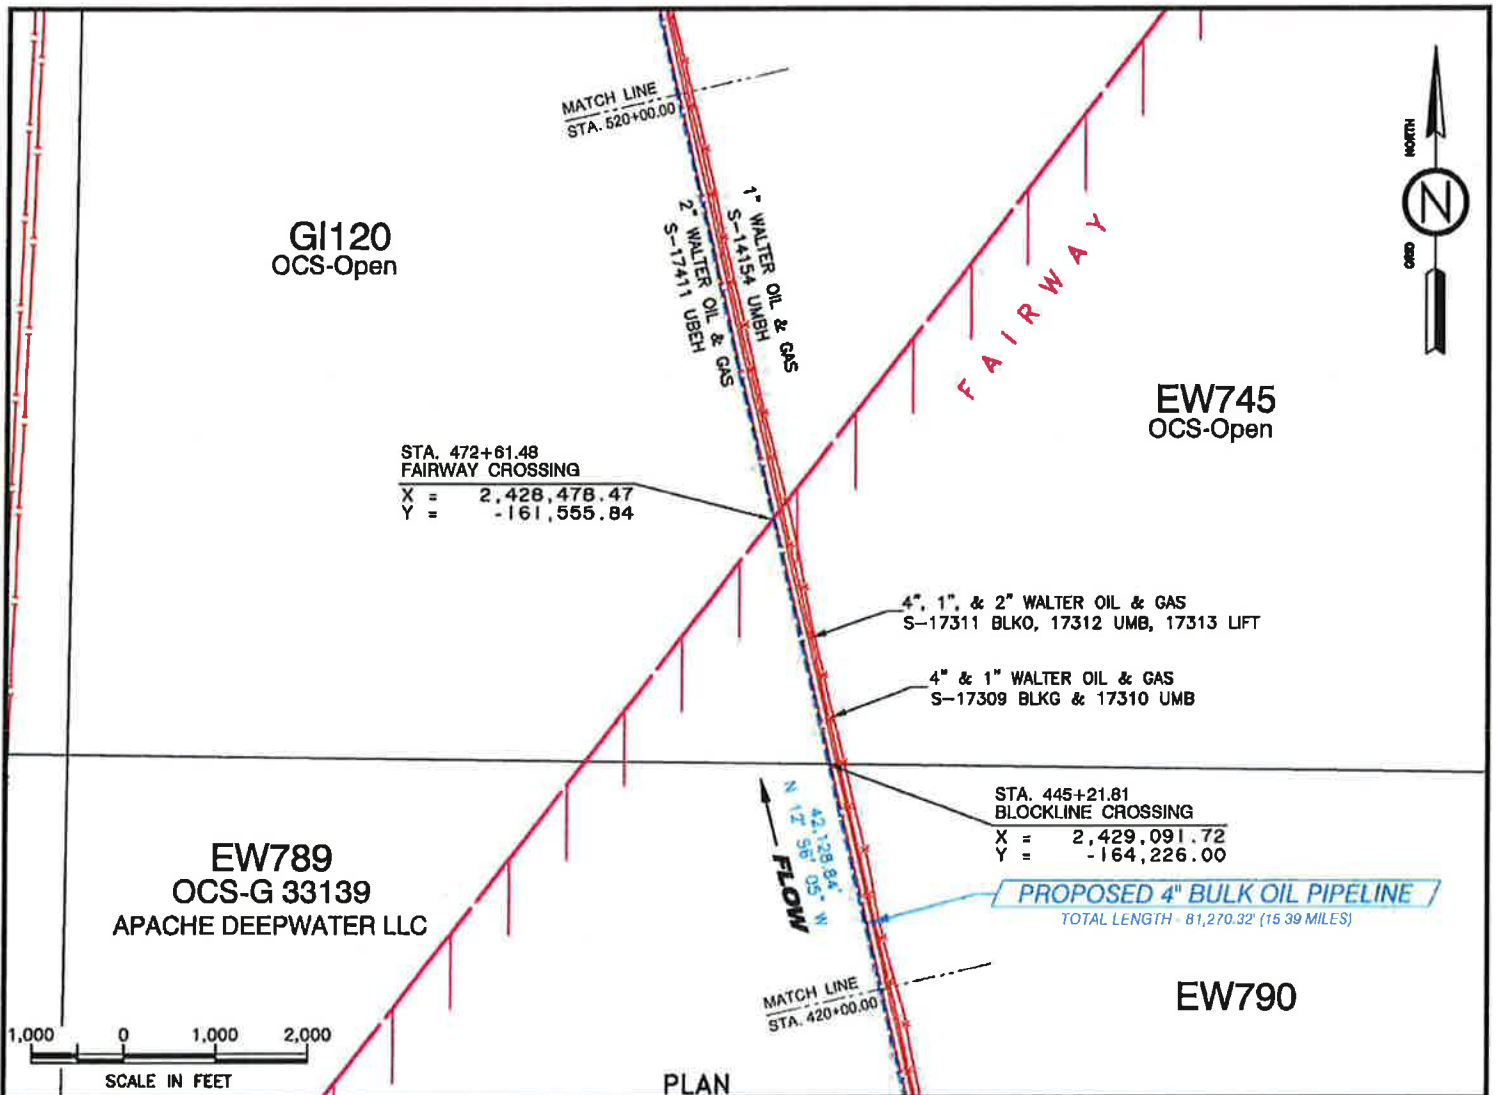 MATCH LINE
STA. 520+00.00
NORTH
N
GRID
GI120
OCS-Open
1" WALTER OIL & GAS
S-14154 UMBH
2" WALTER OIL & GAS
S-17411 UBEH
FAIRWAY
EW745
OCS-Open
STA. 472+61.48
FAIRWAY CROSSING
X = 2,428,478.47
Y = -161,555.84
4", 1", & 2" WALTER OIL & GAS
S-17311 BLKO, 17312 UMB, 17313 LIFT
4" & 1" WALTER OIL & GAS
S-17309 BLKG & 17310 UMB
STA. 445+21.81
BLOCKLINE CROSSING
X = 2,429,091.72
Y = -164,226.00
42,128.84'
N 12° 56' 05" W
FLOW
EW789
OCS-G 33139
APACHE DEEPWATER LLC
PROPOSED 4" BULK OIL PIPELINE
TOTAL LENGTH - 81,270.32' (15 39 MILES)
MATCH LINE
STA. 420+00.00
EW790
1,000 0 1,000 2,000
SCALE IN FEET
PLAN